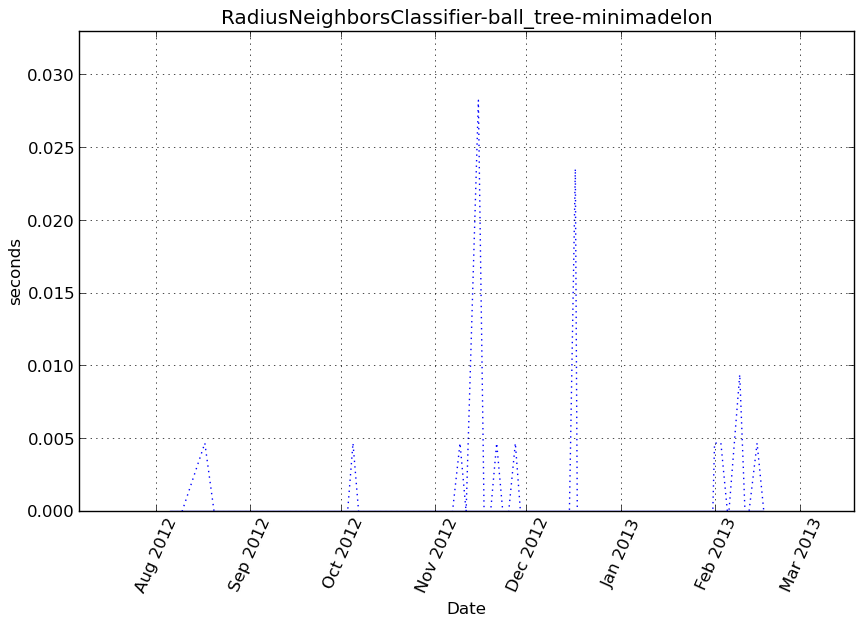 RadiusNeighborsClassifier-ball_tree-minimadelon
0.030
0.025
0.020
0.015
0.010
0.005
0.000
seconds
Aug 2012
Sep 2012
Oct 2012
Nov 2012
Dec 2012
Jan 2013
Feb 2013
Mar 2013
Date